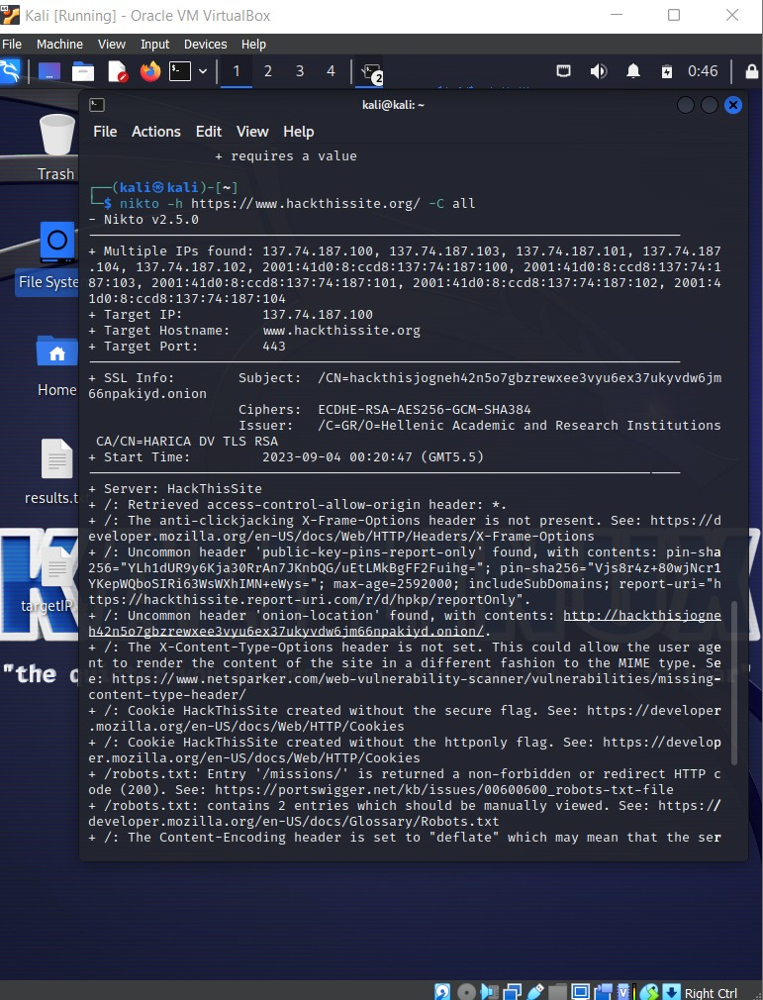 Kali [Running] - Oracle VM VirtualBox
File Machine View Input Devices Help
1 2 3 4 2 0:46
kali@kali: ~
File Actions Edit View Help
+ requires a value
Trash
(kali㉿kali)-[~]
$ nikto -h https://www.hackthissite.org/ -C all
- Nikto v2.5.0
+ Multiple IPs found: 137.74.187.100, 137.74.187.103, 137.74.187.101, 137.74.187
.104, 137.74.187.102, 2001:41d0:8:ccd8:137:74:187:100, 2001:41d0:8:ccd8:137:74:1
87:103, 2001:41d0:8:ccd8:137:74:187:101, 2001:41d0:8:ccd8:137:74:187:102, 2001:4
1d0:8:ccd8:137:74:187:104
File Syste
+ Target IP: 137.74.187.100
+ Target Hostname: www.hackthissite.org
+ Target Port: 443
+ SSL Info: Subject: /CN=hackthisjogneh42n5o7gbzrewxee3vyu6ex37ukyvdw6jm
66npakiyd.onion
Home
Ciphers: ECDHE-RSA-AES256-GCM-SHA384
Issuer: /C=GR/O=Hellenic Academic and Research Institutions
CA/CN=HARICA DV TLS RSA
+ Start Time: 2023-09-04 00:20:47 (GMT5.5)
+ Server: HackThisSite
results.t
+ /: Retrieved access-control-allow-origin header: *.
+ /: The anti-clickjacking X-Frame-Options header is not present. See: https://d
eveloper.mozilla.org/en-US/docs/Web/HTTP/Headers/X-Frame-Options
+ /: Uncommon header 'public-key-pins-report-only' found, with contents: pin-sha
256="YLh1dUR9y6Kja30RrAn7JKnbQG/uEtLMkBgFF2Fuihg="; pin-sha256="Vjs8r4z+80wjNcr1
YKepWQboSIRi63WsWXhIMN+eWys="; max-age=2592000; includeSubDomains; report-uri="h
ttps://hackthissite.report-uri.com/r/d/hpkp/reportOnly".
targetIP.
+ /: Uncommon header 'onion-location' found, with contents: http://hackthisjogne
h42n5o7gbzrewxee3vyu6ex37ukyvdw6jm66npakiyd.onion/.
+ /: The X-Content-Type-Options header is not set. This could allow the user age
nt to render the content of the site in a different fashion to the MIME type. Se
e: https://www.netsparker.com/web-vulnerability-scanner/vulnerabilities/missing-
content-type-header/
"the q
+ /: Cookie HackThisSite created without the secure flag. See: https://developer
.mozilla.org/en-US/docs/Web/HTTP/Cookies
+ /: Cookie HackThisSite created without the httponly flag. See: https://develop
er.mozilla.org/en-US/docs/Web/HTTP/Cookies
+ /robots.txt: Entry '/missions/' is returned a non-forbidden or redirect HTTP c
ode (200). See: https://portswigger.net/kb/issues/00600600_robots-txt-file
+ /robots.txt: contains 2 entries which should be manually viewed. See: https://
developer.mozilla.org/en-US/docs/Glossary/Robots.txt
+ /: The Content-Encoding header is set to "deflate" which may mean that the ser
Right Ctrl